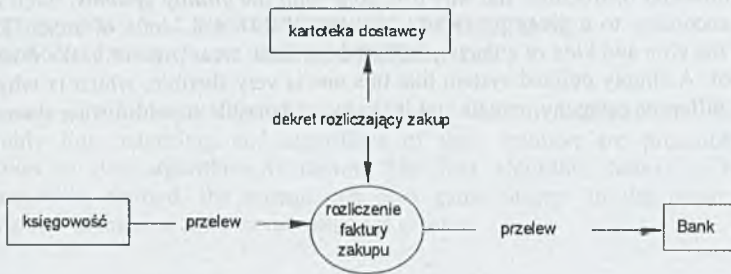 kartoteka dostawcy
dekret rozliczający zakup
księgowość
przelew
rozliczenie
faktury
zakupu
przelew
Bank